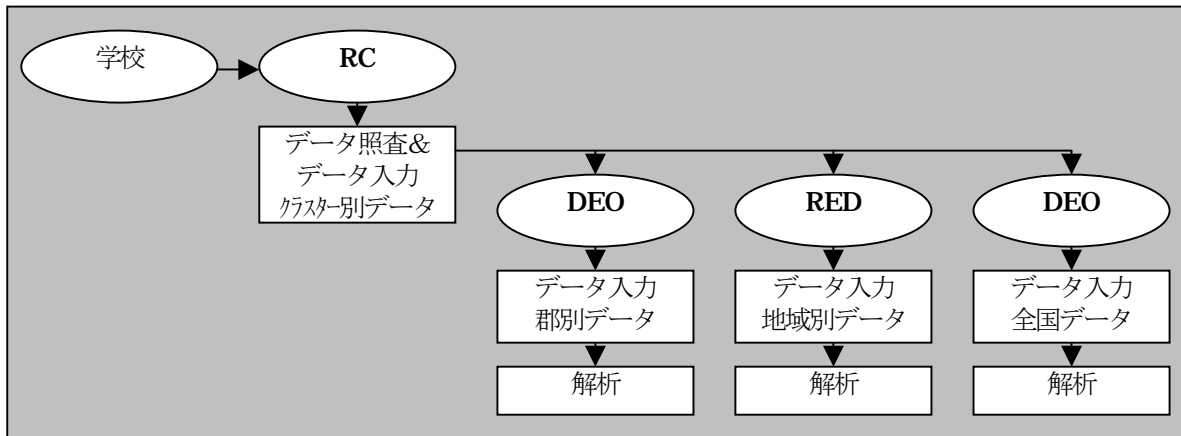 学校
RC
データ照査&
データ入力
クラスター別データ
DEO
RED
DEO
データ入力
郡別データ
データ入力
地域別データ
データ入力
全国データ
解析
解析
解析